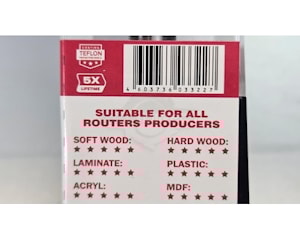 COATING
TEFLON
5X
LIFETIME
4 603736 033227
SUITABLE FOR ALL
ROUTERS PRODUCERS
SOFT WOOD: HARD WOOD:
★ ★ ★ ★ ★ ★ ★ ★ ★ ★
LAMINATE: PLASTIC:
★ ★ ★ ★ ★ ★ ★ ★ ★ ★
ACRYL: MDF:
★ ★ ★ ★ ★ ★ ★ ★ ★ ★